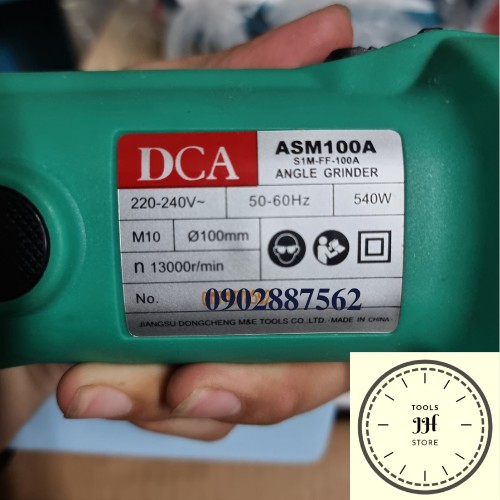 DCA
ASM100A
S1M-FF-100A
ANGLE GRINDER
220-240V~ 50-60Hz 540W
M10 Ø100mm
n 13000r/min
No. 0902887562
JIANGSU DONGCHENG M&E TOOLS CO.,LTD. -MADE IN CHINA-
TOOLS
JH
STORE